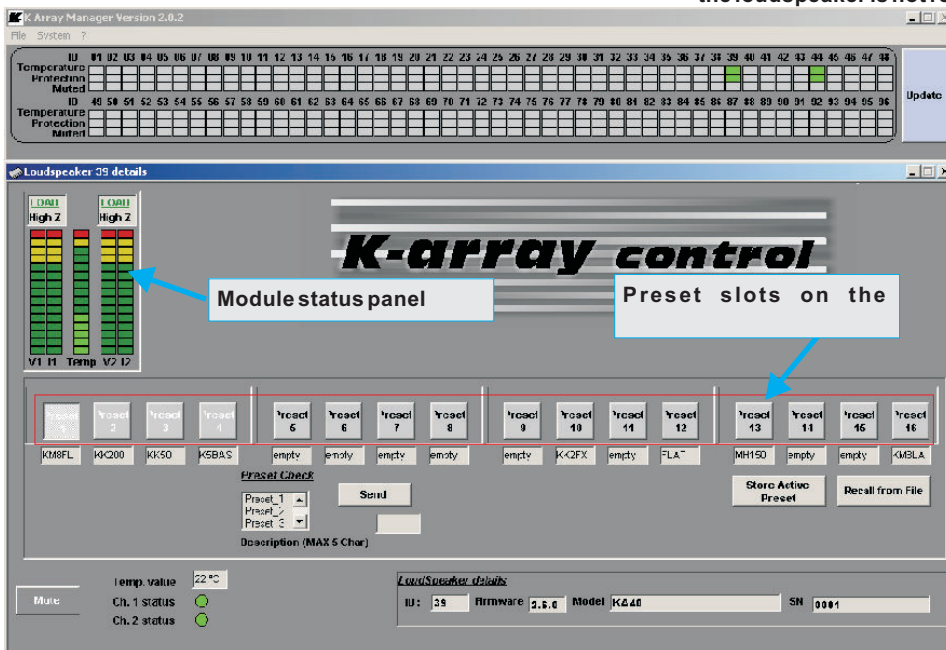 the loudspeaker is not
K Array Manager Version 2.0.2
File System ?
ID 01 02 03 04 05 06 07 08 09 10 11 12 13 14 15 16 17 18 19 20 21 22 23 24 25 26 27 28 29 30 31 32 33 34 35 36 37 38 39 40 41 42 43 44 45 46 47 48
Temperature
Protection
Muted
ID 49 50 51 52 53 54 55 56 57 58 59 60 61 62 63 64 65 66 67 68 69 70 71 72 73 74 75 76 77 78 79 80 81 82 83 84 85 86 87 88 89 90 91 92 93 94 95 96
Temperature
Protection
Muted
Update
Loudspeaker 39 details
LOAD LOAD
High Z High Z
V1 I1 Temp V2 I2
K-array control
Module status panel
Preset slots on the
Preset 1 Preset 2 Preset 3 Preset 4 Preset 5 Preset 6 Preset 7 Preset 8 Preset 9 Preset 10 Preset 11 Preset 12 Preset 13 Preset 14 Preset 15 Preset 16
KM8FL KK200 KK50 K5BAS empty empty empty empty empty KK2FX empty FLAT MH150 empty empty KM8LA
Preset Check
Preset_1
Preset_2
Preset_3
Send
Description (MAX 5 Char)
Store Active
Preset
Recall from File
Mute
Temp. value 22 °C
Ch. 1 status
Ch. 2 status
LoudSpeaker details
ID: 39 Firmware 2.6.0 Model KA40 SN 0001